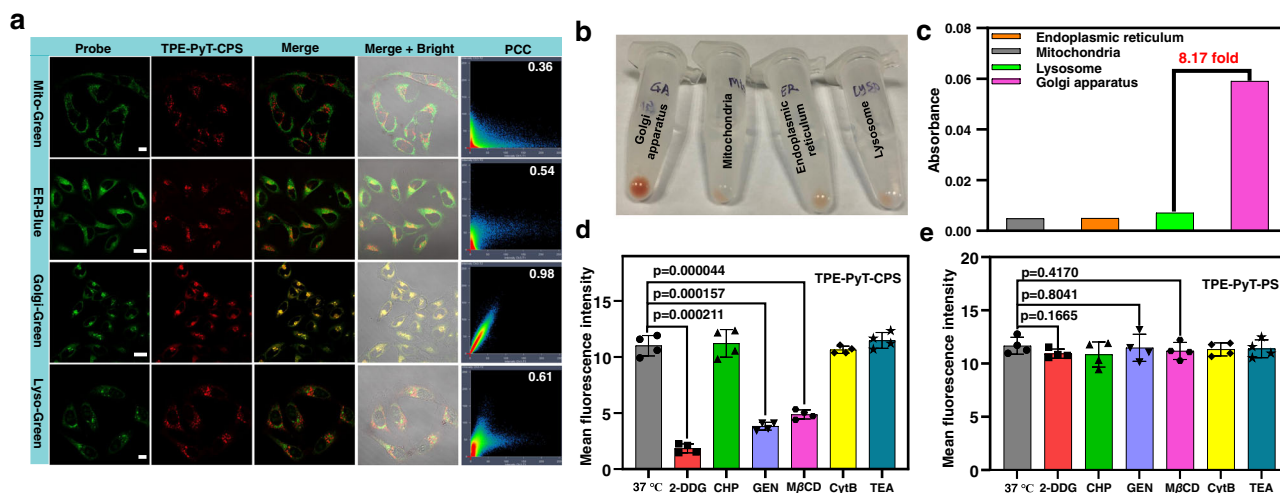 a
Probe TPE-PyT-CPS Merge Merge + Bright PCC
Mito-Green
0.36
ER-Blue
0.54
Golgi-Green
0.98
Lyso-Green
0.61
b
GA
ER
Golgi apparatus
Mitochondria
Endoplasmic reticulum
Lysosome
c
Absorbance
0.08
0.06
0.04
0.02
0.00
Endoplasmic reticulum
Mitochondria
Lysosome
Golgi apparatus
8.17 fold
d
Mean fluorescence intensity
15
10
5
0
p=0.000044
p=0.000157
p=0.000211
TPE-PyT-CPS
37 °C 2-DDG CHP GEN MβCD CytB TEA
e
Mean fluorescence intensity
20
15
10
5
0
p=0.4170
p=0.8041
p=0.1665
TPE-PyT-PS
37 °C 2-DDG CHP GEN MβCD CytB TEA